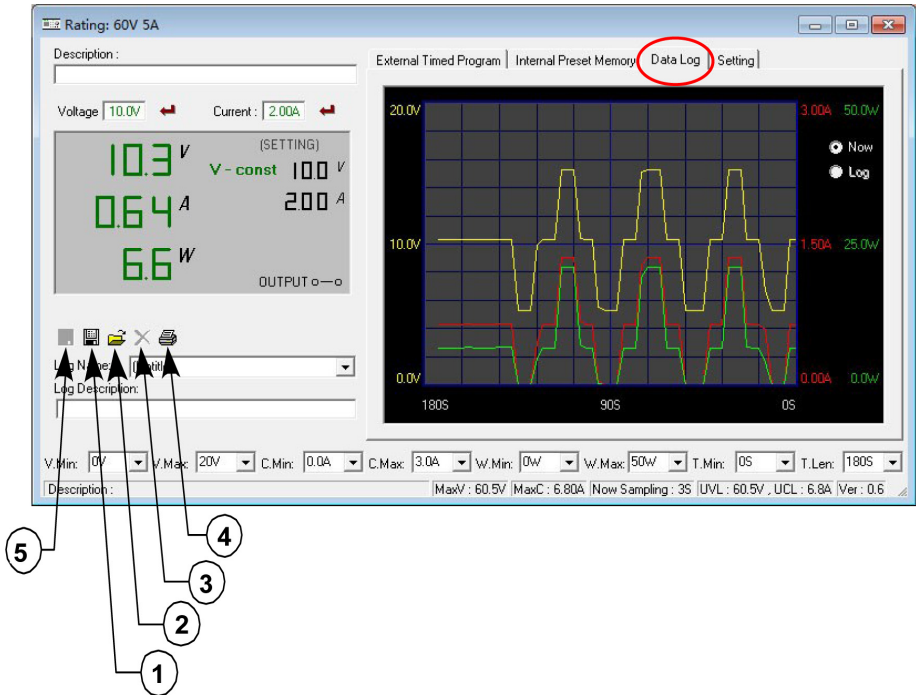 Rating: 60V 5A
Description :
External Timed Program Internal Preset Memory Data Log Setting
Voltage 10.0V Current : 2.00A
10.3 V
(SETTING)
V - const 10.0 V
0.64 A
2.00 A
6.6 W
OUTPUT
20.0V 3.00A 50.0W
Now
Log
10.0V 1.50A 25.0W
0.0V 0.00A 0.0W
180S 90S 0S
Log Description:
V.Min: 0V V.Max: 20V C.Min: 0.0A C.Max: 3.0A W.Min: 0W W.Max: 50W T.Min: 0S T.Len: 180S
Description : MaxV : 60.5V MaxC : 6.80A Now Sampling : 3S UVL : 60.5V , UCL : 6.8A Ver : 0.6
5
4
3
2
1